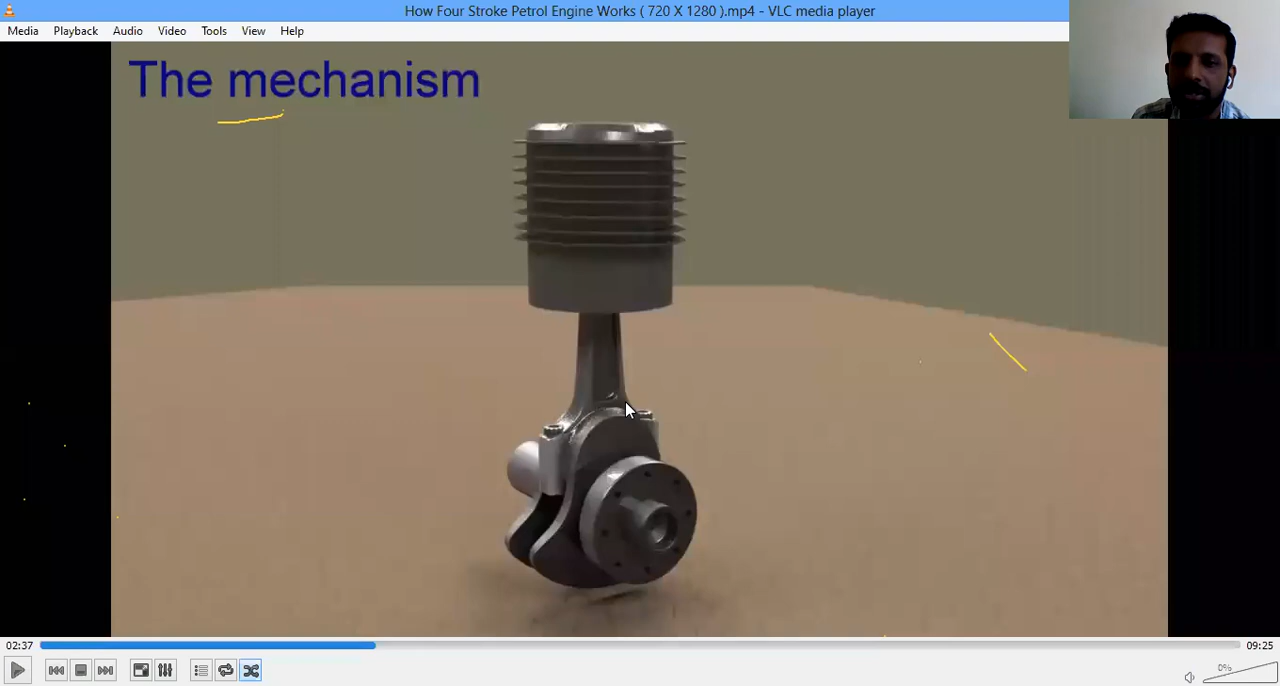 How Four Stroke Petrol Engine Works ( 720 X 1280 ).mp4 - VLC media player
Media Playback Audio Video Tools View Help
The mechanism
02:37 09:25
0%